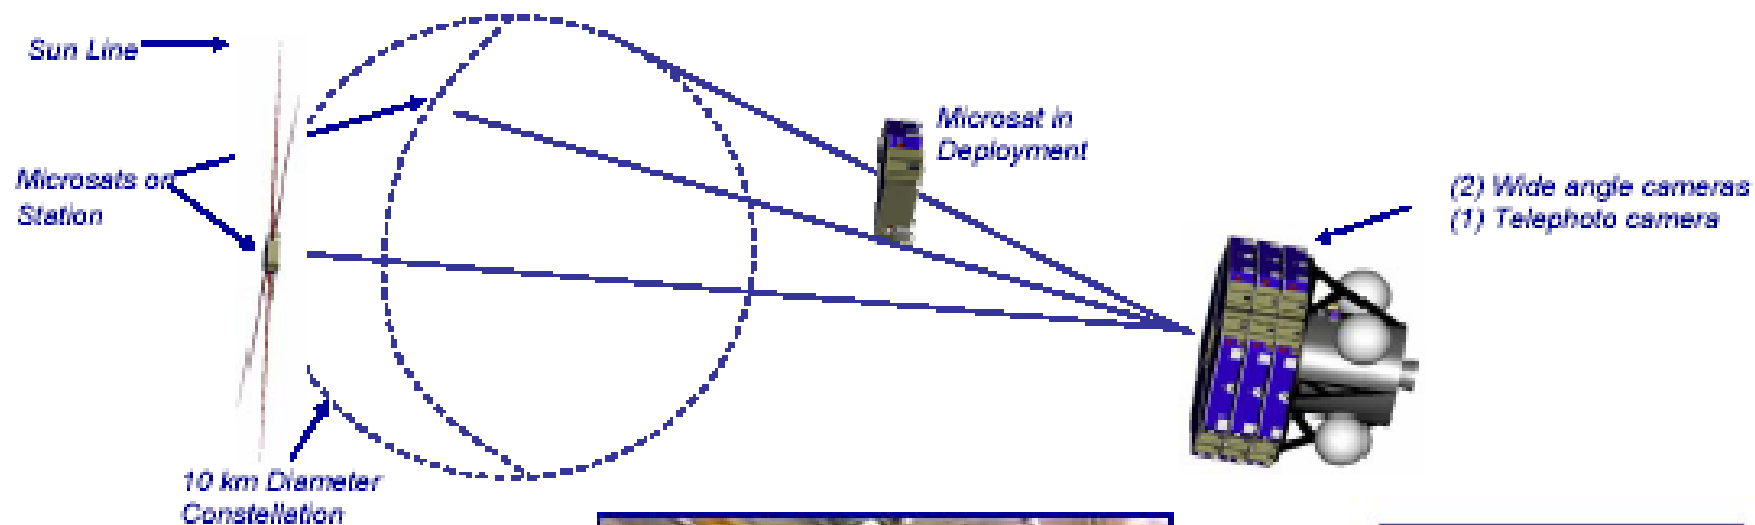 Sun Line
Microsats on
Station
10 km Diameter
Constellation
Microsat in
Deployment
(2) Wide angle cameras
(1) Telephoto camera